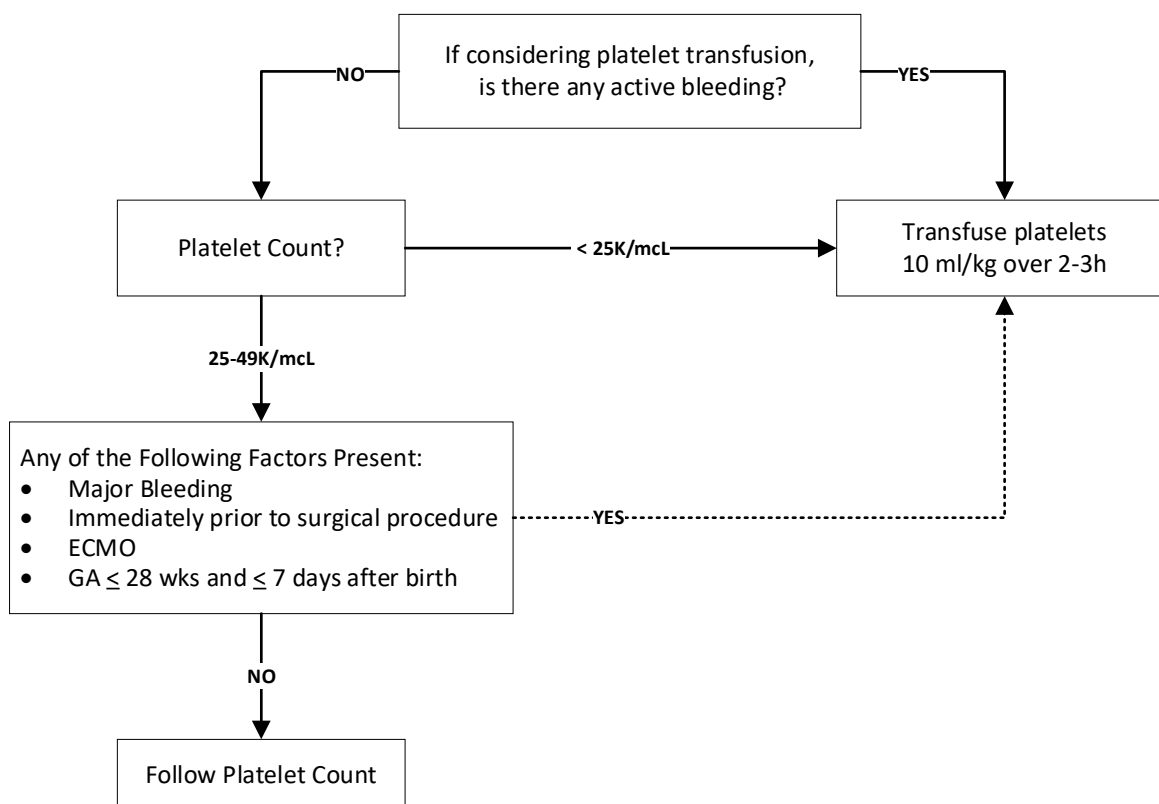 If considering platelet transfusion,
is there any active bleeding?
NO
YES
Platelet Count?
< 25K/mcL
Transfuse platelets
10 ml/kg over 2-3h
25-49K/mcL
Any of the Following Factors Present:
• Major Bleeding
• Immediately prior to surgical procedure
• ECMO
• GA ≤ 28 wks and ≤ 7 days after birth
YES
NO
Follow Platelet Count